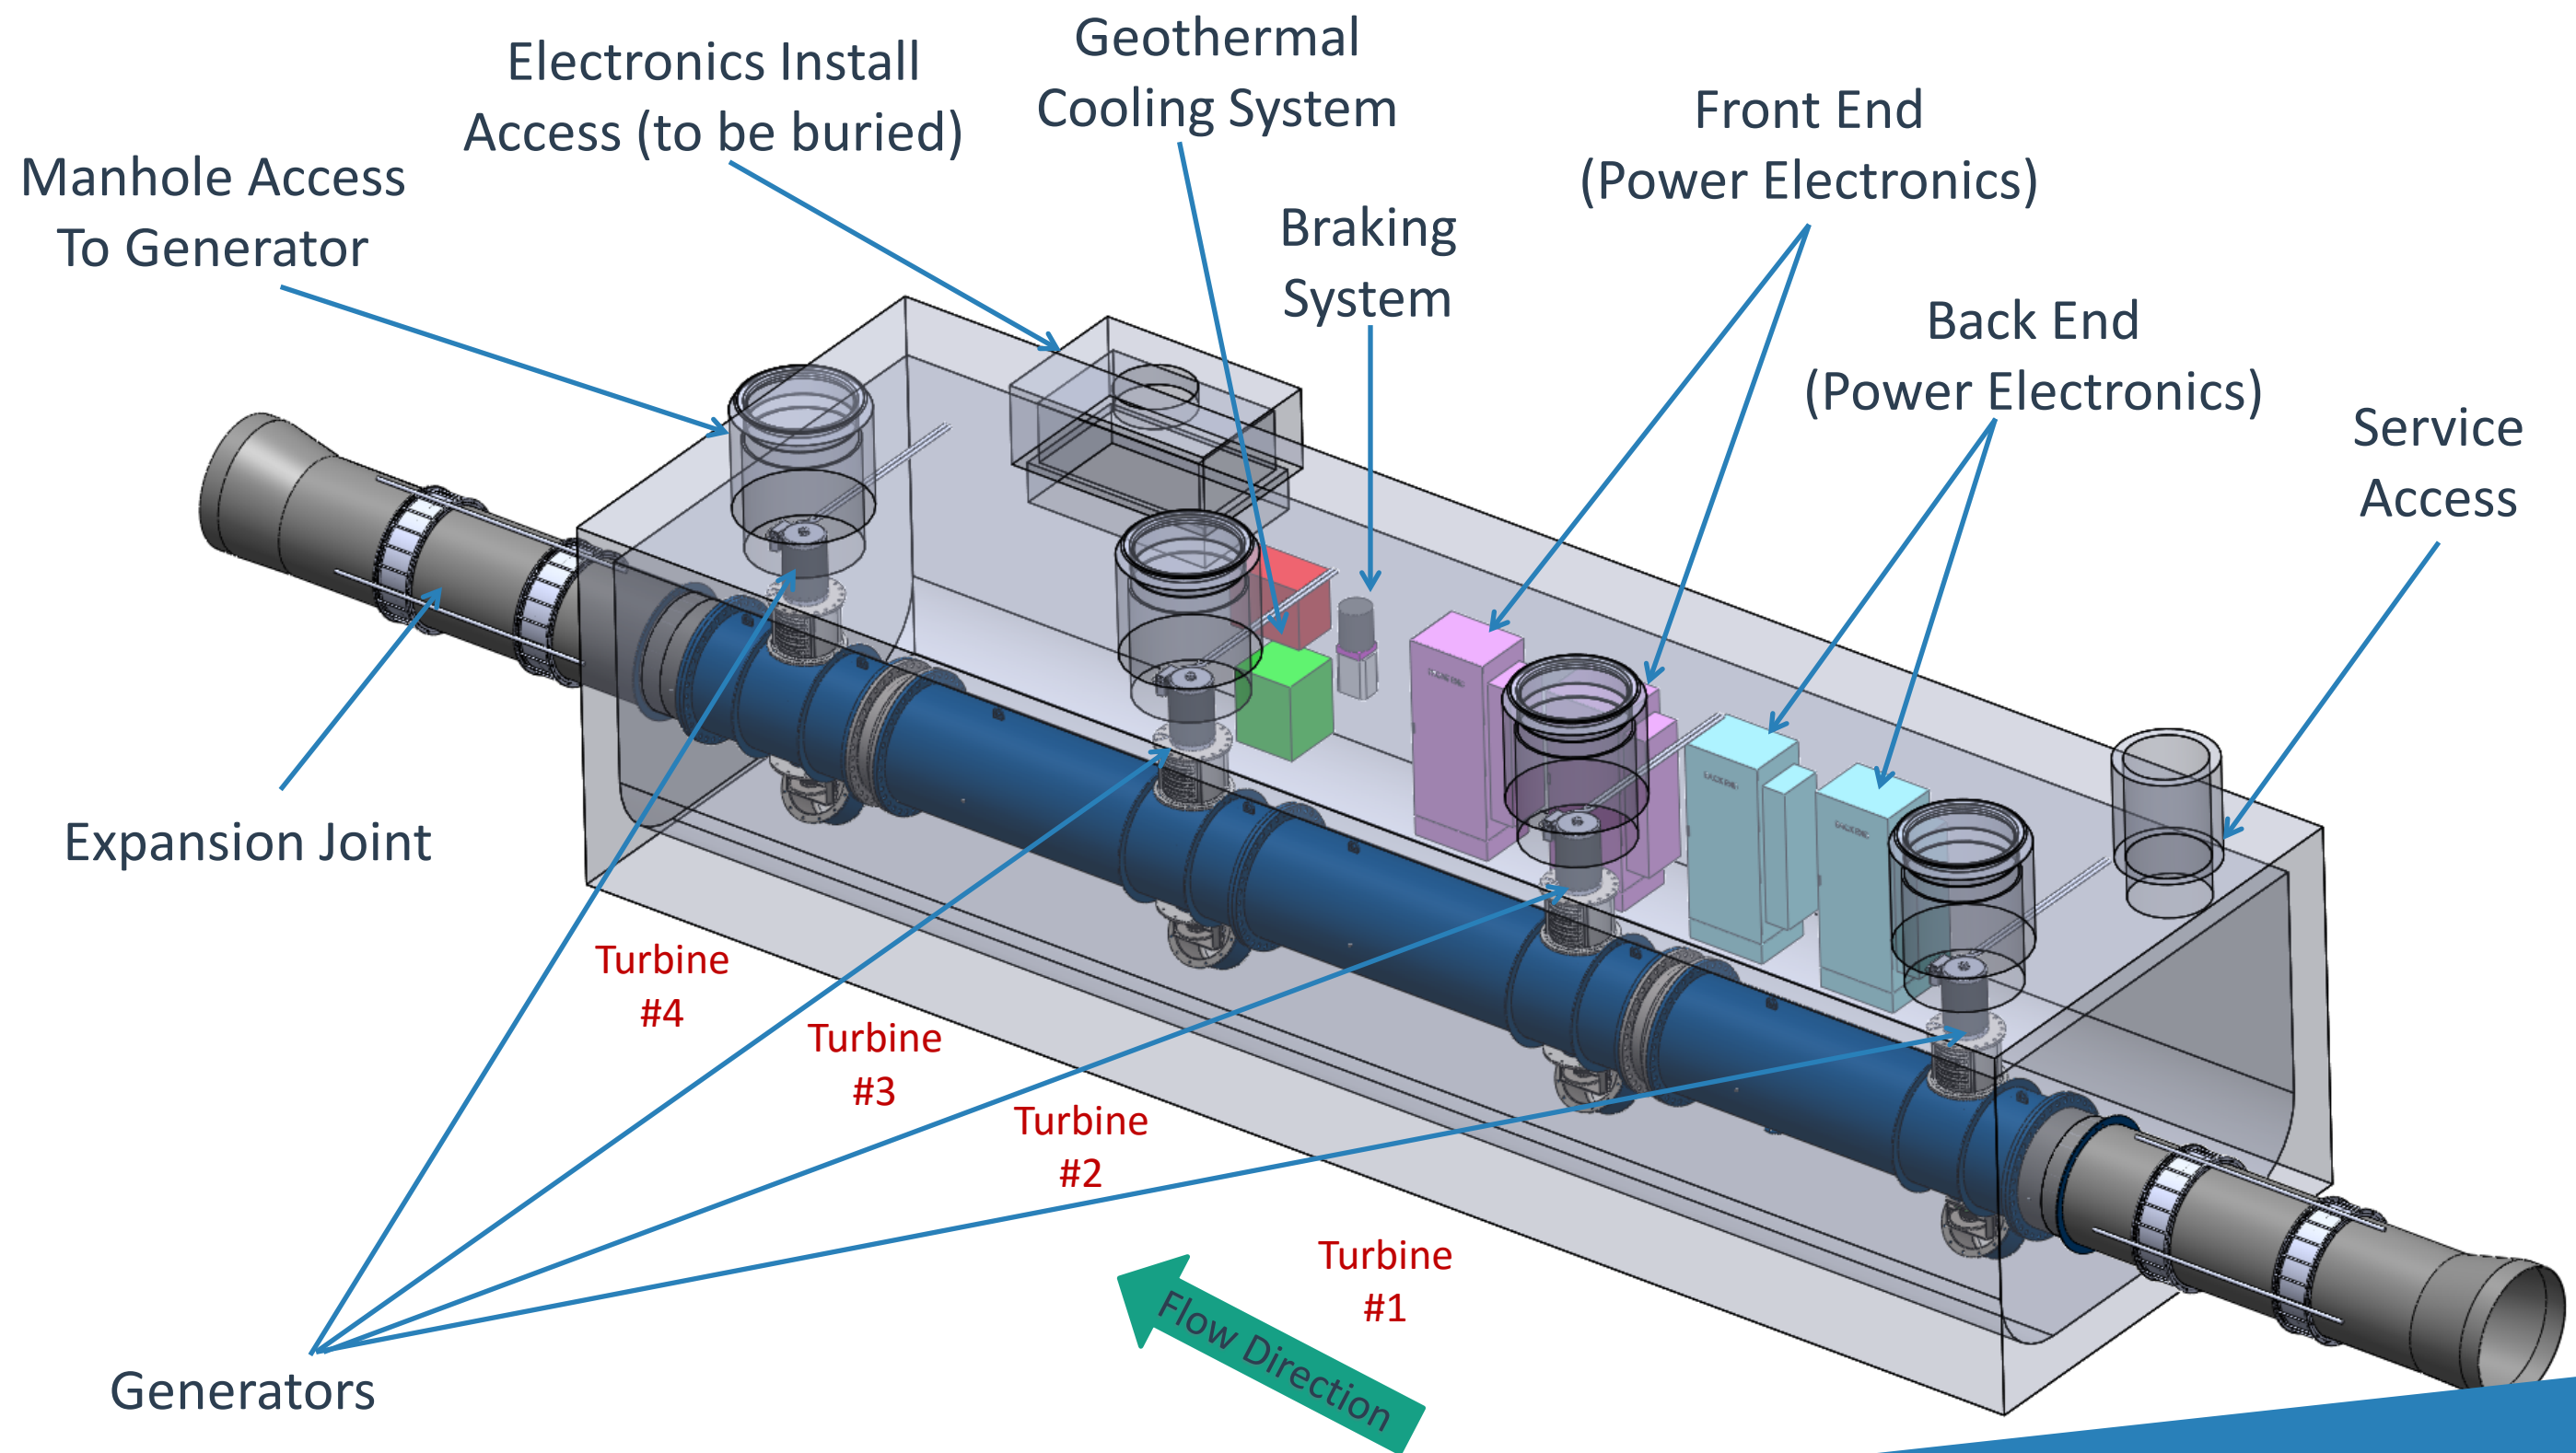 Geothermal
Cooling System
Electronics Install
Access (to be buried)
Front End
(Power Electronics)
Manhole Access
To Generator
Braking
System
Back End
(Power Electronics)
Service
Access
Expansion Joint
Turbine
#4
Turbine
#3
Turbine
#2
Turbine
#1
Flow Direction
Generators